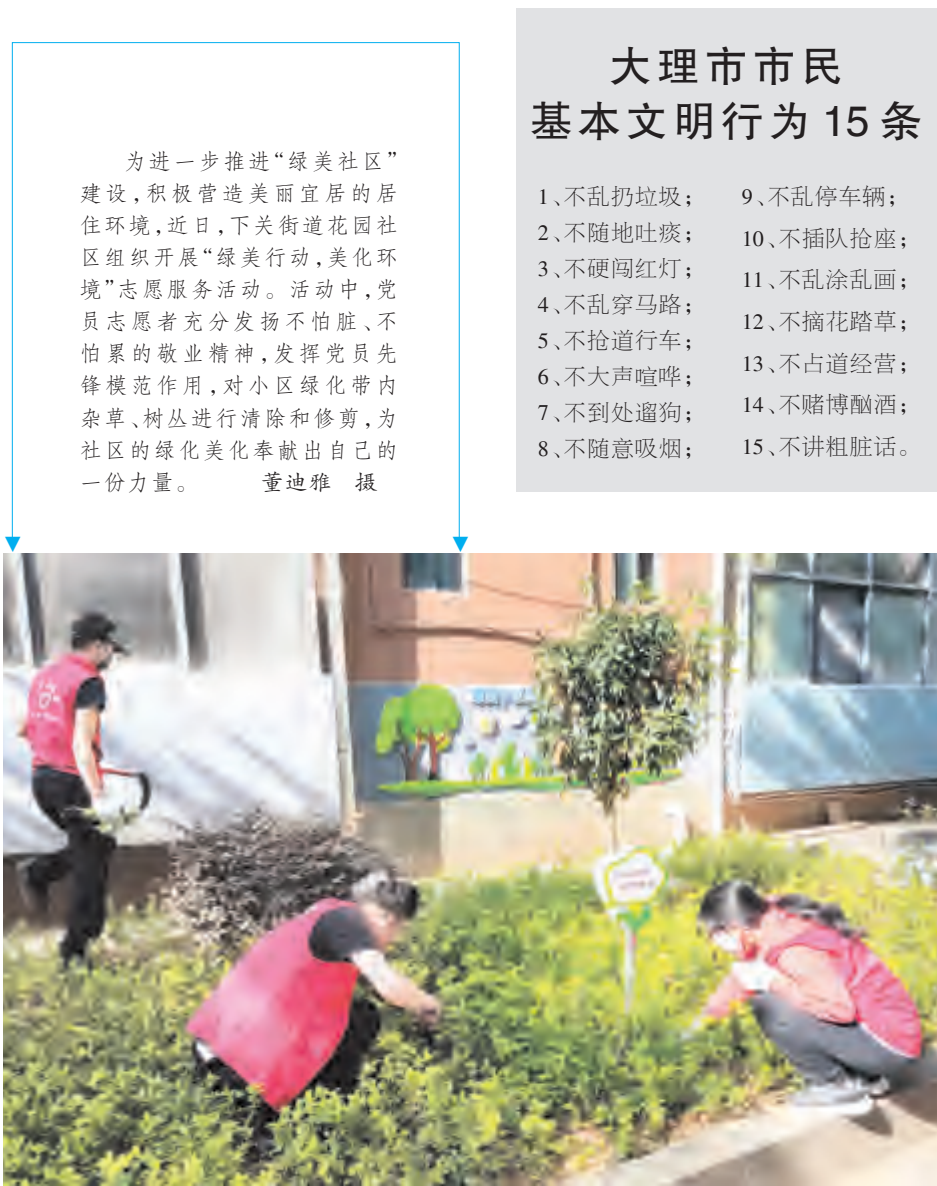 为进一步推进“绿美社区”
建设,积极营造美丽宜居的居
住环境,近日,下关街道花园社
区组织开展“绿美行动,美化环
境”志愿服务活动。活动中,党
员志愿者充分发扬不怕脏、不
怕累的敬业精神,发挥党员先
锋模范作用,对小区绿化带内
杂草、树丛进行清除和修剪,为
社区的绿化美化奉献出自己的
一份力量。 董迪雅 摄
大理市市民
基本文明行为15条
1、不乱扔垃圾;
2、不随地吐痰;
3、不硬闯红灯;
4、不乱穿马路;
5、不抢道行车;
6、不大声喧哗;
7、不到处遛狗;
8、不随意吸烟;
9、不乱停车辆;
10、不插队抢座;
11、不乱涂乱画;
12、不摘花踏草;
13、不占道经营;
14、不赌博酗酒;
15、不讲粗脏话。